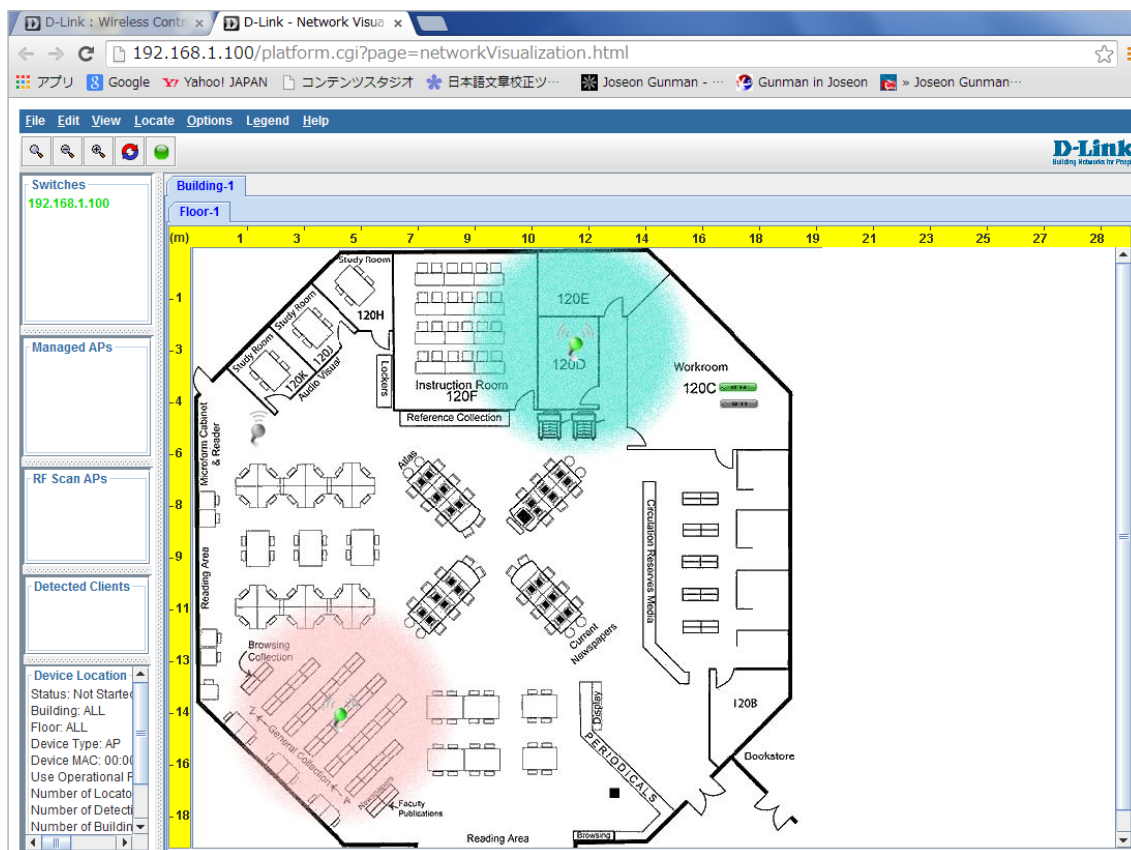 D-Link : Wireless Contr
D-Link - Network Visua
192.168.1.100/platform.cgi?page=networkVisualization.html
アプリ
Google
Yahoo! JAPAN
コンテンツスタジオ
日本語文章校正ツ…
Joseon Gunman - …
Gunman in Joseon
» Joseon Gunman…
File Edit View Locate Options Legend Help
D-Link
Building Networks for Peop
Switches
192.168.1.100
Managed APs
RF Scan APs
Detected Clients
Device Location
Status: Not Started
Building: ALL
Floor: ALL
Device Type: AP
Device MAC: 00:00
Use Operational
Number of Locato
Number of Detecti
Number of Buildin
Building-1
Floor-1
(m) 1 3 5 7 9 10 12 14 16 18 19 21 23 25 27 28
1
3
4
6
8
9
11
13
14
16
18
Study Room
120H
Study Room
120J
Study Room
120K
Audio Visual
Lockers
Instruction Room
120F
Reference Collection
120E
120D
Workroom
120C
Microform Cabinet
& Reader
Atlas
Reading Area
Circulation Reserves Media
Current
Newspapers
Browsing
Collection
Z
General Collection
A
Newspapers
Facuty
Publications
Display
PERIODICALS
120B
Bookstore
Reading Area
Browsing